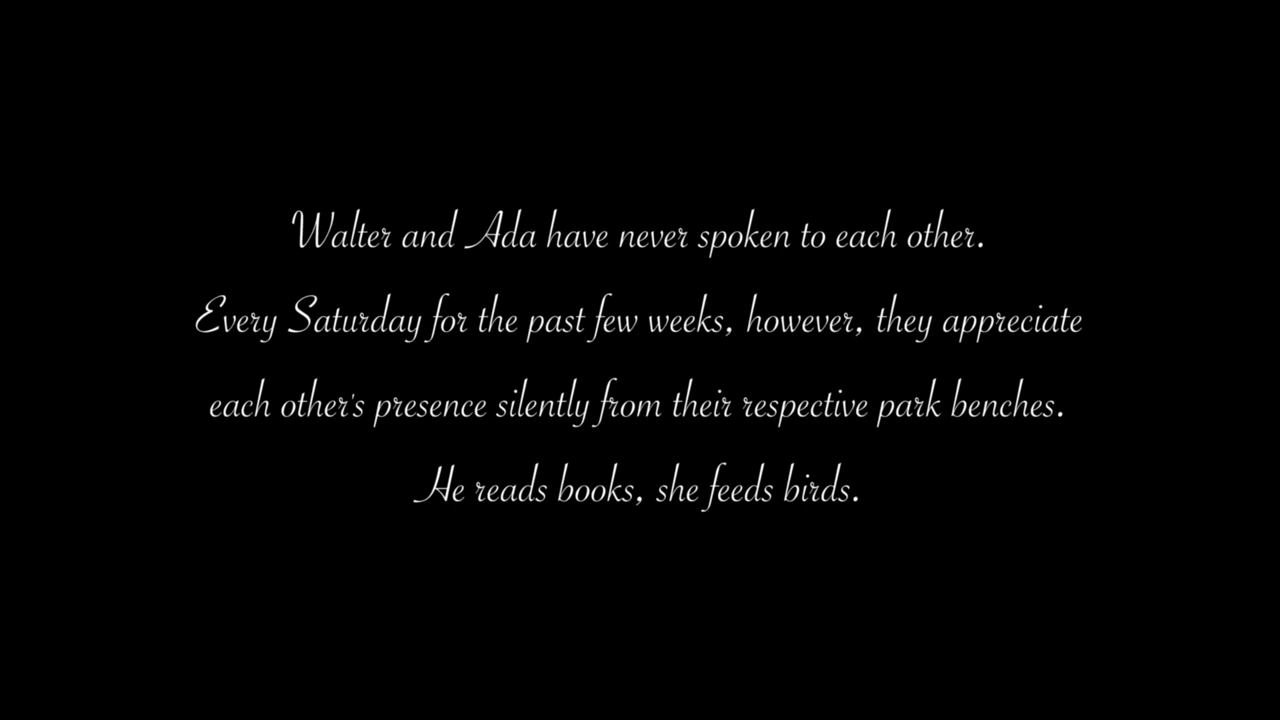 Walter and Ada have never spoken to each other.
Every Saturday for the past few weeks, however, they appreciate
each other's presence silently from their respective park benches.
He reads books, she feeds birds.